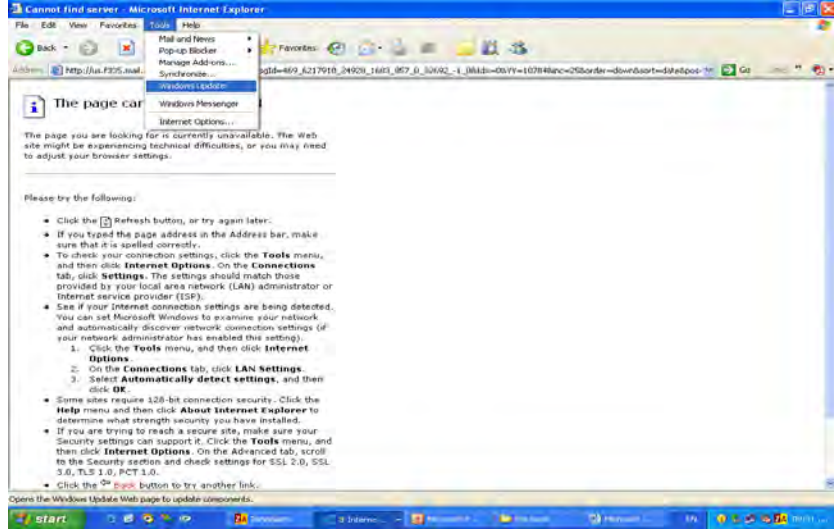 Cannot find server - Microsoft Internet Explorer
File Edit View Favorites Tools Help
Mail and News
Pop-up Blocker
Manage Add-ons...
Synchronize...
Windows Update
Windows Messenger
Internet Options...
Back Favorites
Go
The page
The page you are looking for is currently unavailable. The Web
site might be experiencing technical difficulties, or you may need
to adjust your browser settings.
Please try the following:
Click the Refresh button, or try again later.
If you typed the page address in the Address bar, make
sure that it is spelled correctly.
To check your connection settings, click the Tools menu,
and then click Internet Options. On the Connections
tab, click Settings. The settings should match those
provided by your local area network (LAN) administrator or
Internet service provider (ISP).
See if your Internet connection settings are being detected.
You can set Microsoft Windows to examine your network
and automatically discover network connection settings (if
your network administrator has enabled this setting).
1. Click the Tools menu, and then click Internet
Options.
2. On the Connections tab, click LAN Settings.
3. Select Automatically detect settings, and then
click OK.
Some sites require 128-bit connection security. Click the
Help menu and then click About Internet Explorer to
determine what strength security you have installed.
If you are trying to reach a secure site, make sure your
Security settings can support it. Click the Tools menu, and
then click Internet Options. On the Advanced tab, scroll
to the Security section and check settings for SSL 2.0, SSL
3.0, TLS 1.0, PCT 1.0.
Click the Back button to try another link.
Opens the Windows Update Web page to update components.
start